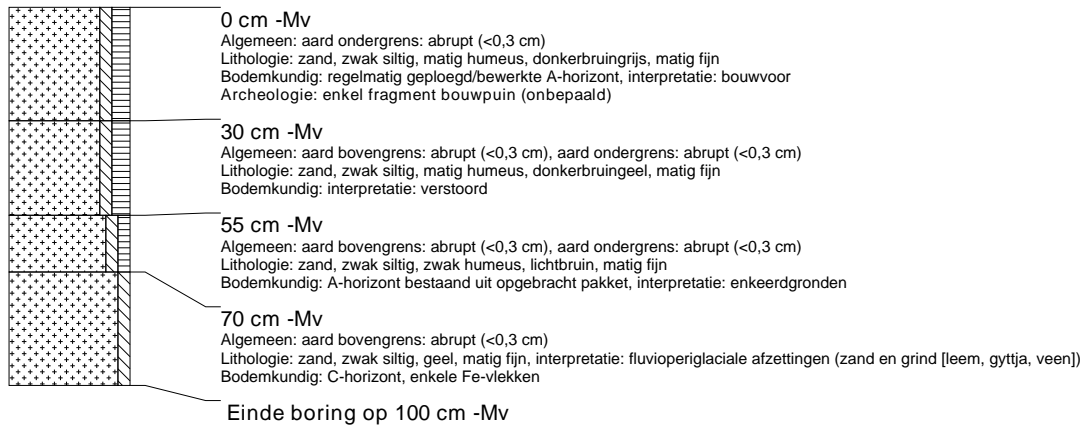 0 cm -Mv
Algemeen: aard ondergrens: abrupt (<0,3 cm)
Lithologie: zand, zwak siltig, matig humeus, donkerbruingrijs, matig fijn
Bodemkundig: regelmatig geploegd/bewerkte A-horizont, interpretatie: bouwvoor
Archeologie: enkel fragment bouwpuin (onbepaald)
30 cm -Mv
Algemeen: aard bovengrens: abrupt (<0,3 cm), aard ondergrens: abrupt (<0,3 cm)
Lithologie: zand, zwak siltig, matig humeus, donkerbruingeel, matig fijn
Bodemkundig: interpretatie: verstoord
55 cm -Mv
Algemeen: aard bovengrens: abrupt (<0,3 cm), aard ondergrens: abrupt (<0,3 cm)
Lithologie: zand, zwak siltig, zwak humeus, lichtbruin, matig fijn
Bodemkundig: A-horizont bestaand uit opgebracht pakket, interpretatie: enkeerdgronden
70 cm -Mv
Algemeen: aard bovengrens: abrupt (<0,3 cm)
Lithologie: zand, zwak siltig, geel, matig fijn, interpretatie: fluvioperiglaciale afzettingen (zand en grind [leem, gyttja, veen])
Bodemkundig: C-horizont, enkele Fe-vlekken
Einde boring op 100 cm -Mv